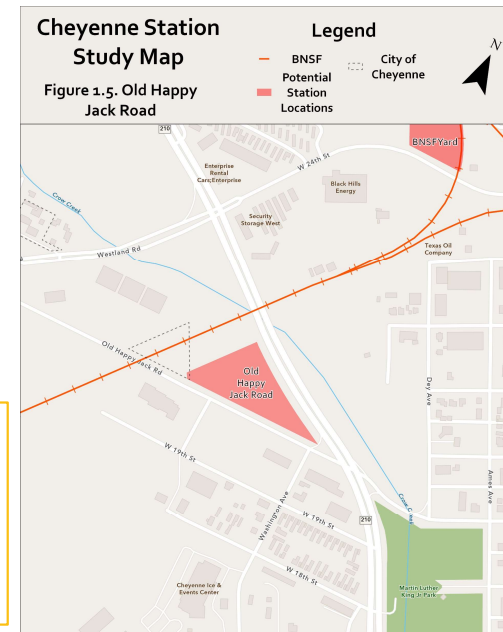 Cheyenne Station
Study Map
Figure 1.5. Old Happy
Jack Road
Legend
BNSF
Potential
Station
Locations
City of
Cheyenne
N
210
BNSF Yard
W 24th St
Enterprise
Rental
Cars;Enterprise
Black Hills
Energy
Crow Creek
Security
Storage West
Texas Oil
Company
Westland Rd
Old Happy Jack Rd
Old
Happy
Jack Road
Dey Ave
W 19th St
Ames Ave
Washington Ave
W 19th St
Crow Creek
210
W 18th St
Cheyenne Ice &
Events Center
Martin Luther
King Jr Park